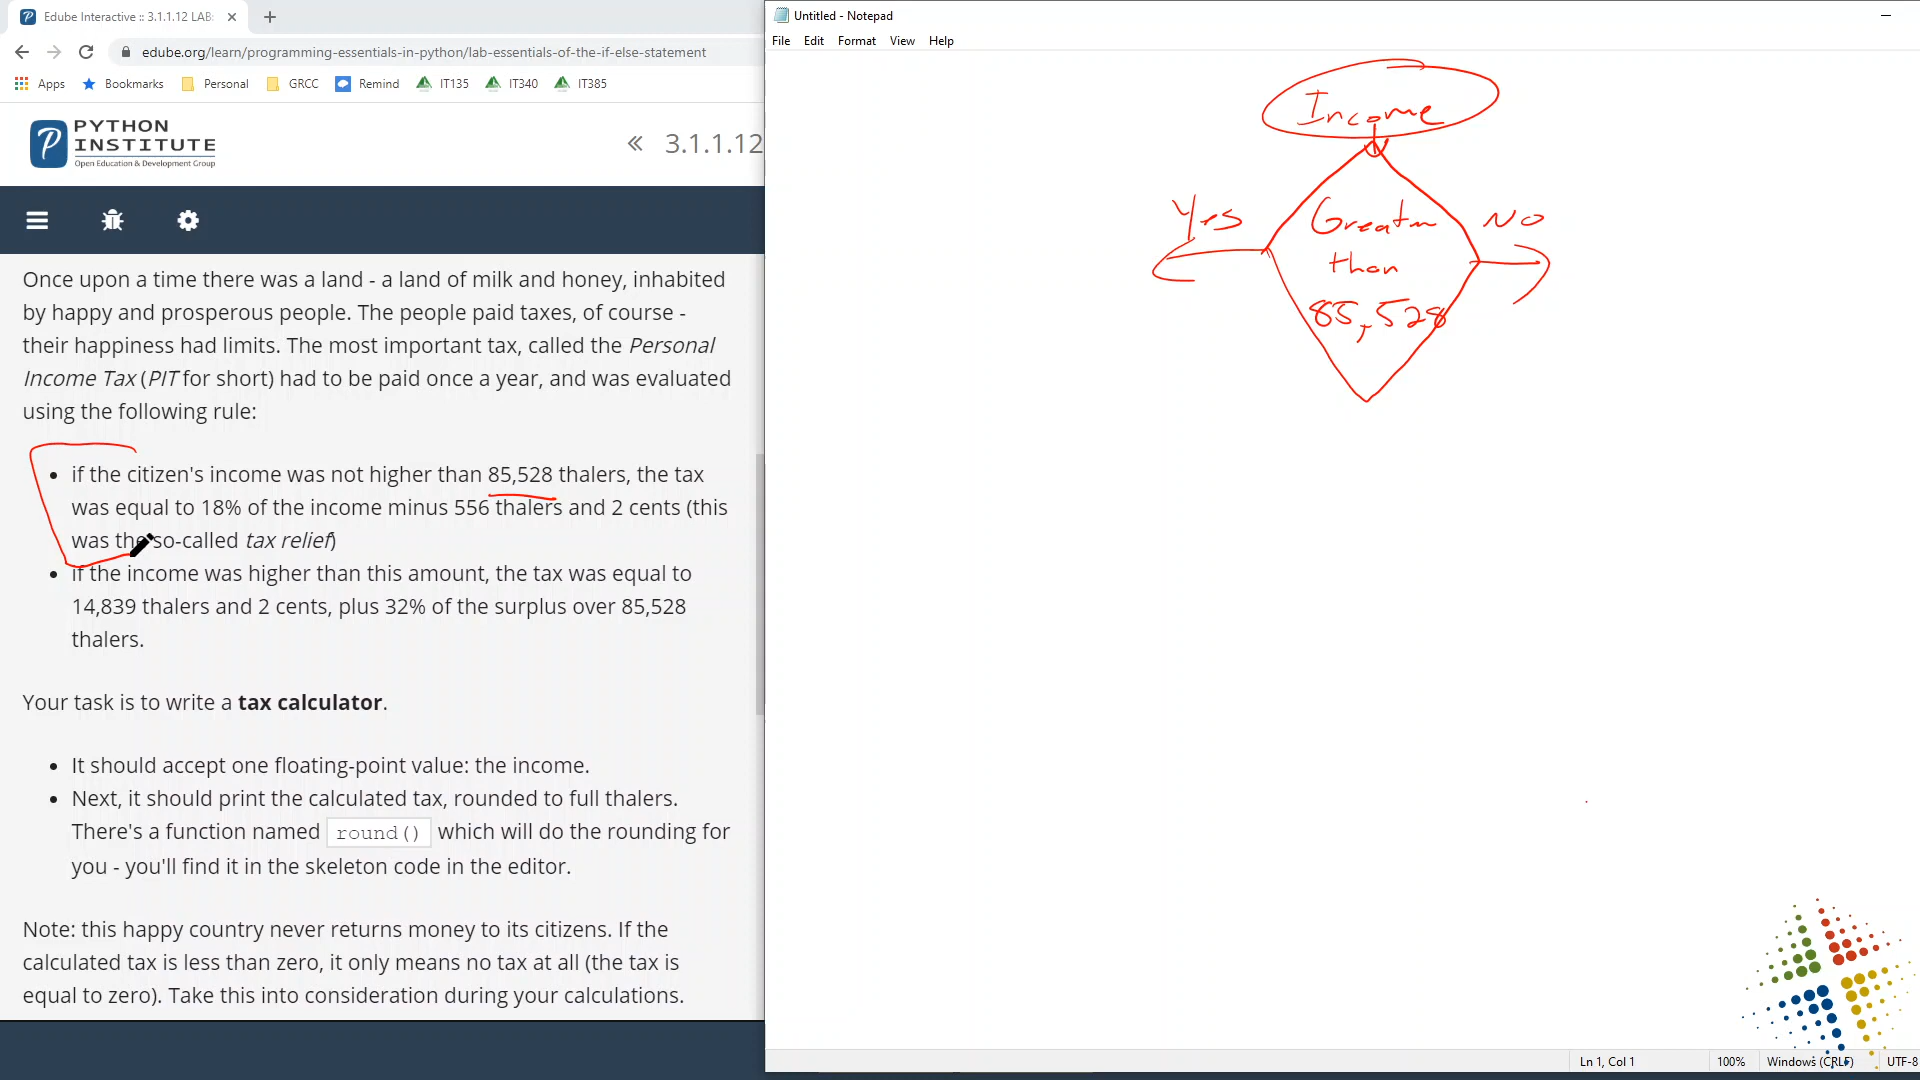 Edube Interactive :: 3.1.1.12 LAB:
edube.org/learn/programming-essentials-in-python/lab-essentials-of-the-if-else-statement
Apps Bookmarks Personal GRCC Remind IT135 IT340 IT385
PYTHON
INSTITUTE
Open Education & Development Group
« 3.1.1.12
Once upon a time there was a land - a land of milk and honey, inhabited
by happy and prosperous people. The people paid taxes, of course -
their happiness had limits. The most important tax, called the Personal
Income Tax (PIT for short) had to be paid once a year, and was evaluated
using the following rule:
• if the citizen's income was not higher than 85,528 thalers, the tax
was equal to 18% of the income minus 556 thalers and 2 cents (this
was the so-called tax relief)
• if the income was higher than this amount, the tax was equal to
14,839 thalers and 2 cents, plus 32% of the surplus over 85,528
thalers.
Your task is to write a tax calculator.
• It should accept one floating-point value: the income.
• Next, it should print the calculated tax, rounded to full thalers.
There's a function named round() which will do the rounding for
you - you'll find it in the skeleton code in the editor.
Note: this happy country never returns money to its citizens. If the
calculated tax is less than zero, it only means no tax at all (the tax is
equal to zero). Take this into consideration during your calculations.
Untitled - Notepad
File Edit Format View Help
Income
Yes Greater NO
than
85,528
Ln 1, Col 1 100% Windows (CRLF) UTF-8